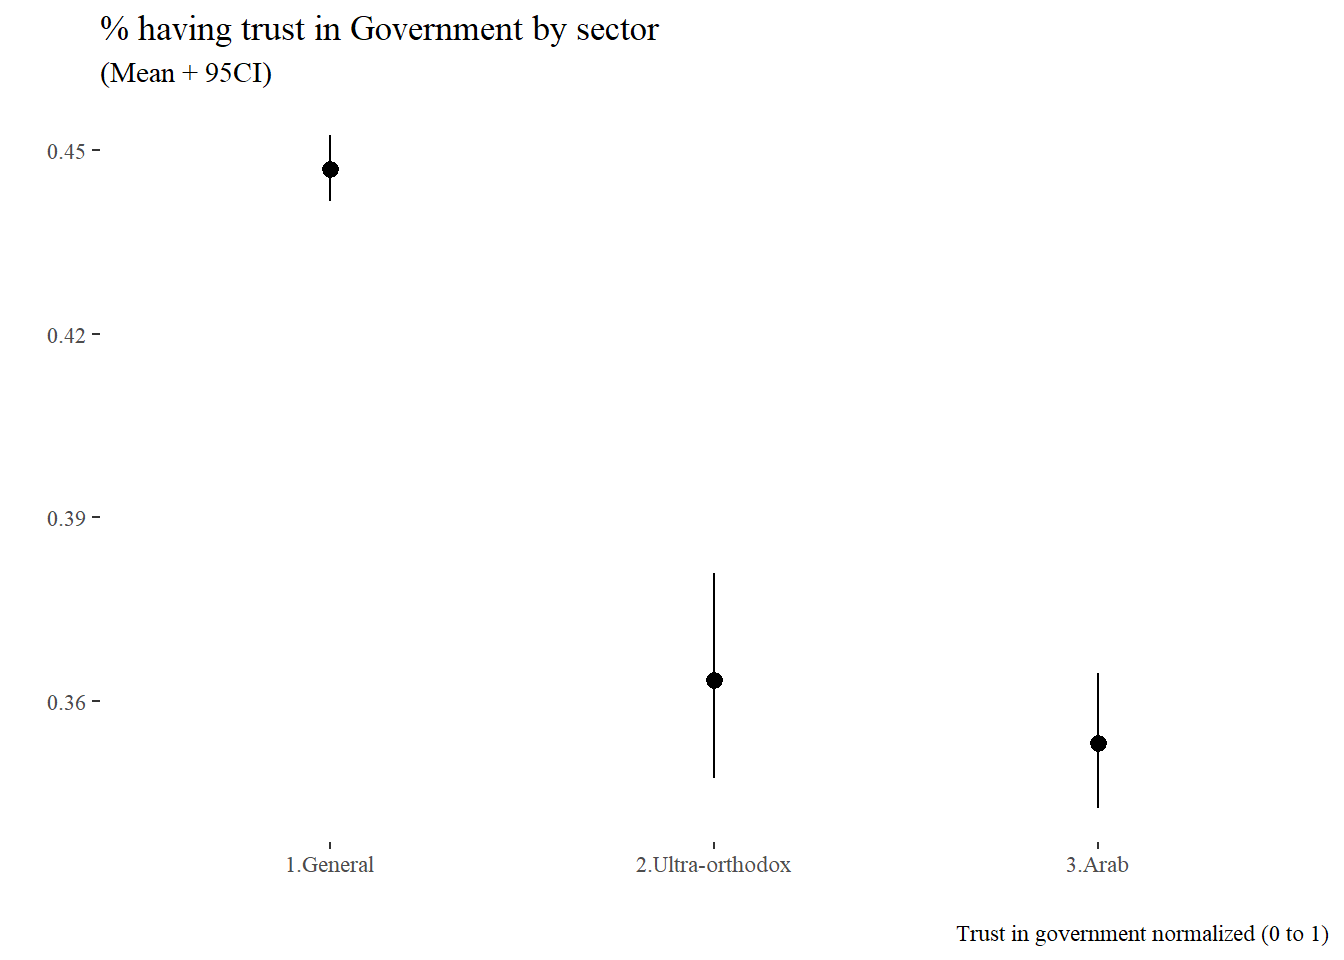 % having trust in Government by sector
(Mean + 95CI)
0.45
0.42
0.39
0.36
1.General
2.Ultra-orthodox
3.Arab
Trust in government normalized (0 to 1)